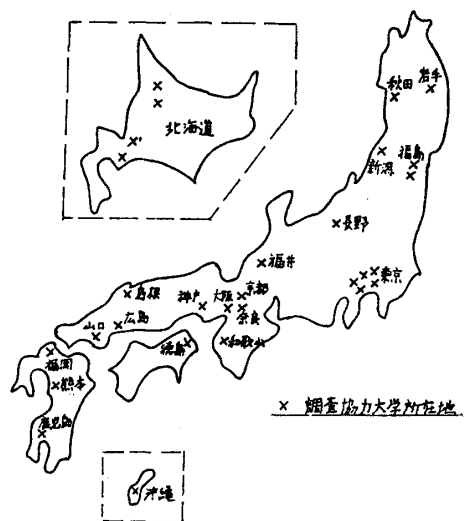 北海道
秋田
岩手
新潟
福島
長野
福井
東京
島根
神戸
大阪
京都
奈良
広島
山口
徳島
和歌山
福岡
熊本
鹿児島
沖縄
× 調査協力大学所在地